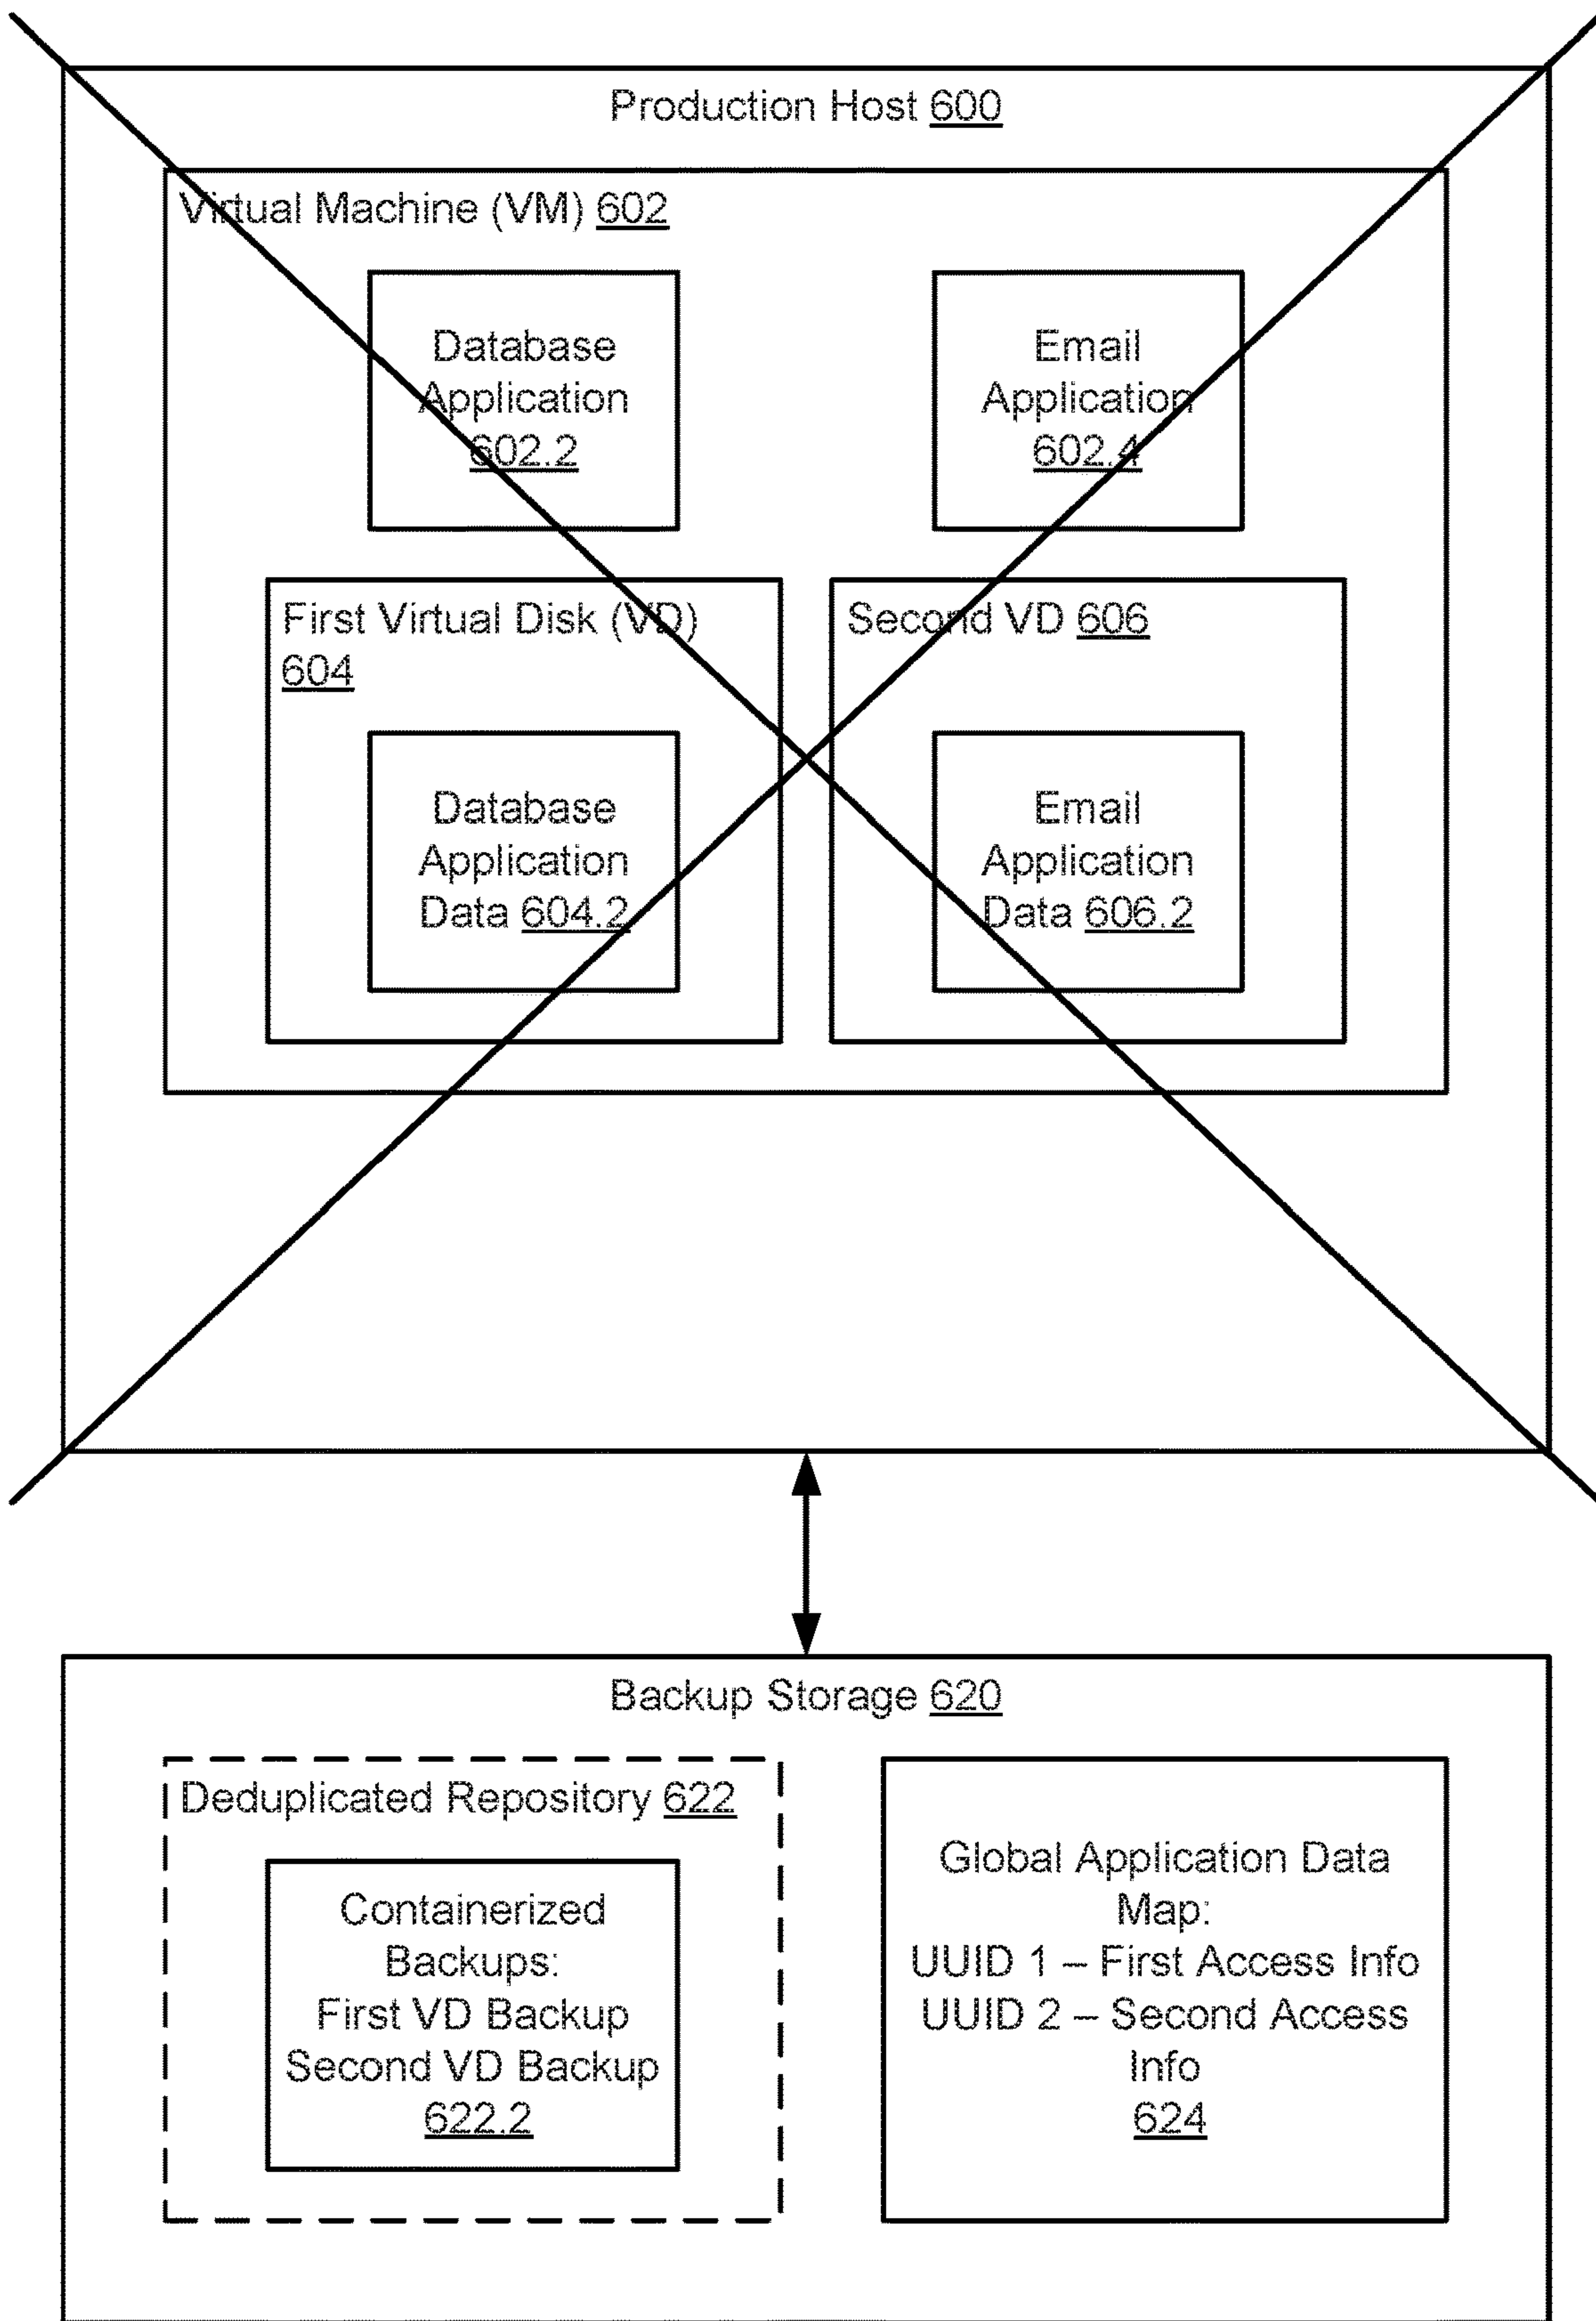 Production Host 600
Virtual Machine (VM) 602
Database
Application
602.2
Email
Application
602.4
First Virtual Disk (VD)
604
Second VD 606
Database
Application
Data 604.2
Email
Application
Data 606.2
Backup Storage 620
Deduplicated Repository 622
Containerized
Backups:
First VD Backup
Second VD Backup
622.2
Global Application Data
Map:
UUID 1 – First Access Info
UUID 2 – Second Access
Info
624